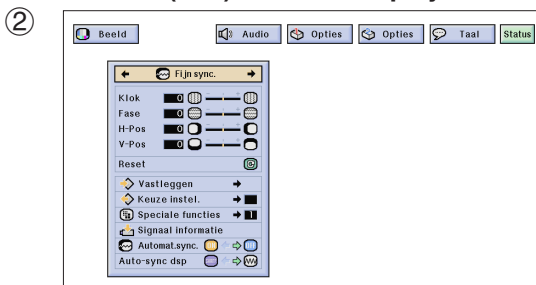 ②
Beeld Audio Opties Opties Taal Status
Fijn sync.
Klok 0
Fase 0
H-Pos 0
V-Pos 0
Reset
Vastleggen
Keuze instel.
Speciale functies 1
Signaal informatie
Automat.sync.
Auto-sync dsp